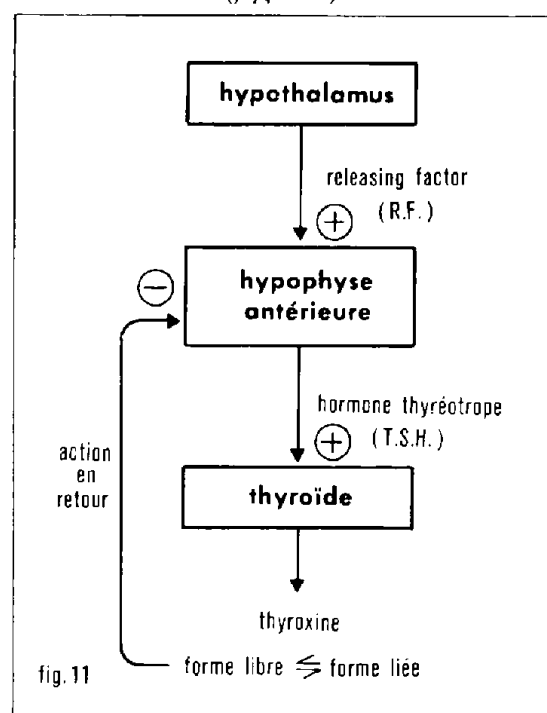 hypothalamus
releasing factor
(R.F.)
+
−
hypophyse
antérieure
hormone thyréotrope
+
(T.S.H.)
action
en
retour
thyroïde
thyroxine
fig.11
forme libre ⇆ forme liée